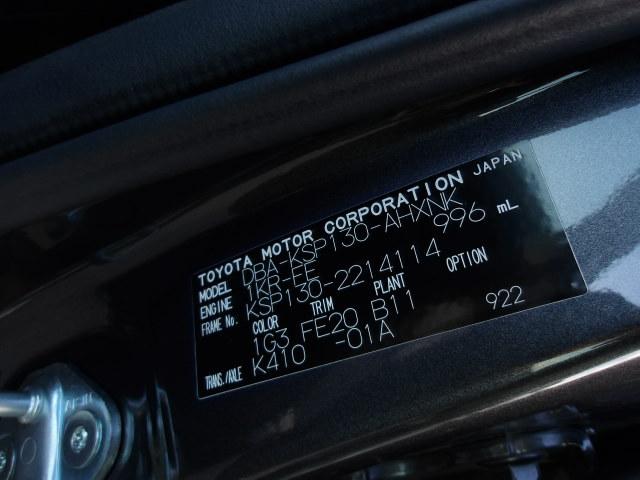 TOYOTA MOTOR CORPORATION JAPAN
MODEL DBA-KSP130-AHXNK
ENGINE 1KR-FE 996 mL
FRAME No. KSP130-2214114
COLOR TRIM PLANT OPTION
1G3 FE20 B11 922
TRANS./AXLE K410 -01A